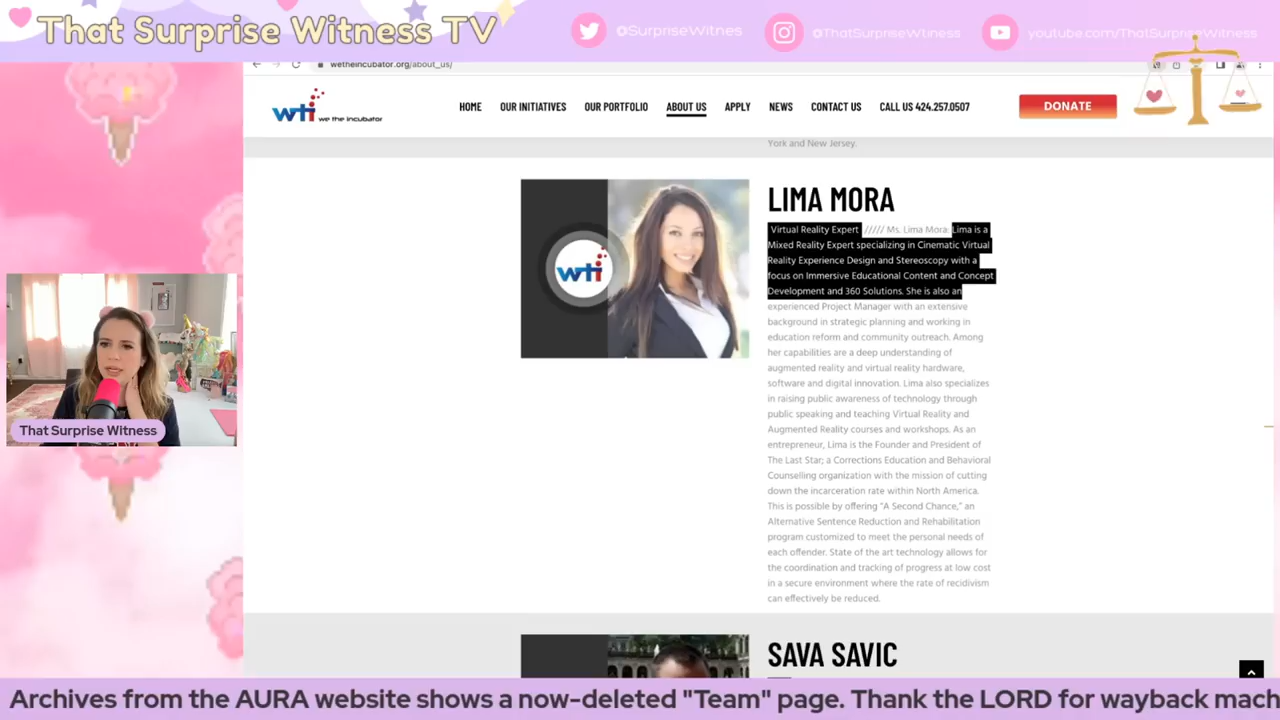 That Surprise Witness TV
@SurpriseWitnes
@ThatSurpriseWtiness
youtube.com/ThatSurpriseWitness
wetheincubator.org/about_us/
wti we the incubator
HOME OUR INITIATIVES OUR PORTFOLIO ABOUT US APPLY NEWS CONTACT US CALL US 424.257.0507
DONATE
York and New Jersey.
wti
LIMA MORA
Virtual Reality Expert ///// Ms. Lima Mora: Lima is a
Mixed Reality Expert specializing in Cinematic Virtual
Reality Experience Design and Stereoscopy with a
focus on Immersive Educational Content and Concept
Development and 360 Solutions. She is also an
experienced Project Manager with an extensive
background in strategic planning and working in
education reform and community outreach. Among
her capabilities are a deep understanding of
augmented reality and virtual reality hardware,
software and digital innovation. Lima also specializes
in raising public awareness of technology through
public speaking and teaching Virtual Reality and
Augmented Reality courses and workshops. As an
entrepreneur, Lima is the Founder and President of
The Last Star; a Corrections Education and Behavioral
Counselling organization with the mission of cutting
down the incarceration rate within North America.
This is possible by offering "A Second Chance," an
Alternative Sentence Reduction and Rehabilitation
program customized to meet the personal needs of
each offender. State of the art technology allows for
the coordination and tracking of progress at low cost
in a secure environment where the rate of recidivism
can effectively be reduced.
That Surprise Witness
SAVA SAVIC
Archives from the AURA website shows a now-deleted "Team" page. Thank the LORD for wayback mach